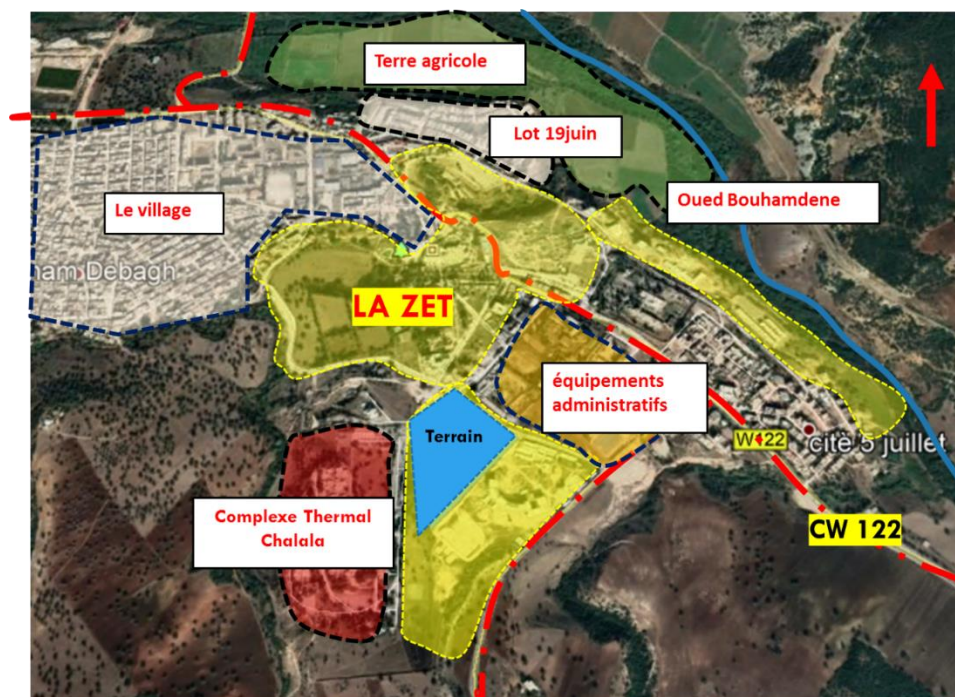 Terre agricole
Lot 19juin
Le village
Oued Bouhamdene
ham Debagh
LA ZET
équipements
administratifs
Terrain
W122
cité 5 juillet
Complexe Thermal
Chalala
CW 122